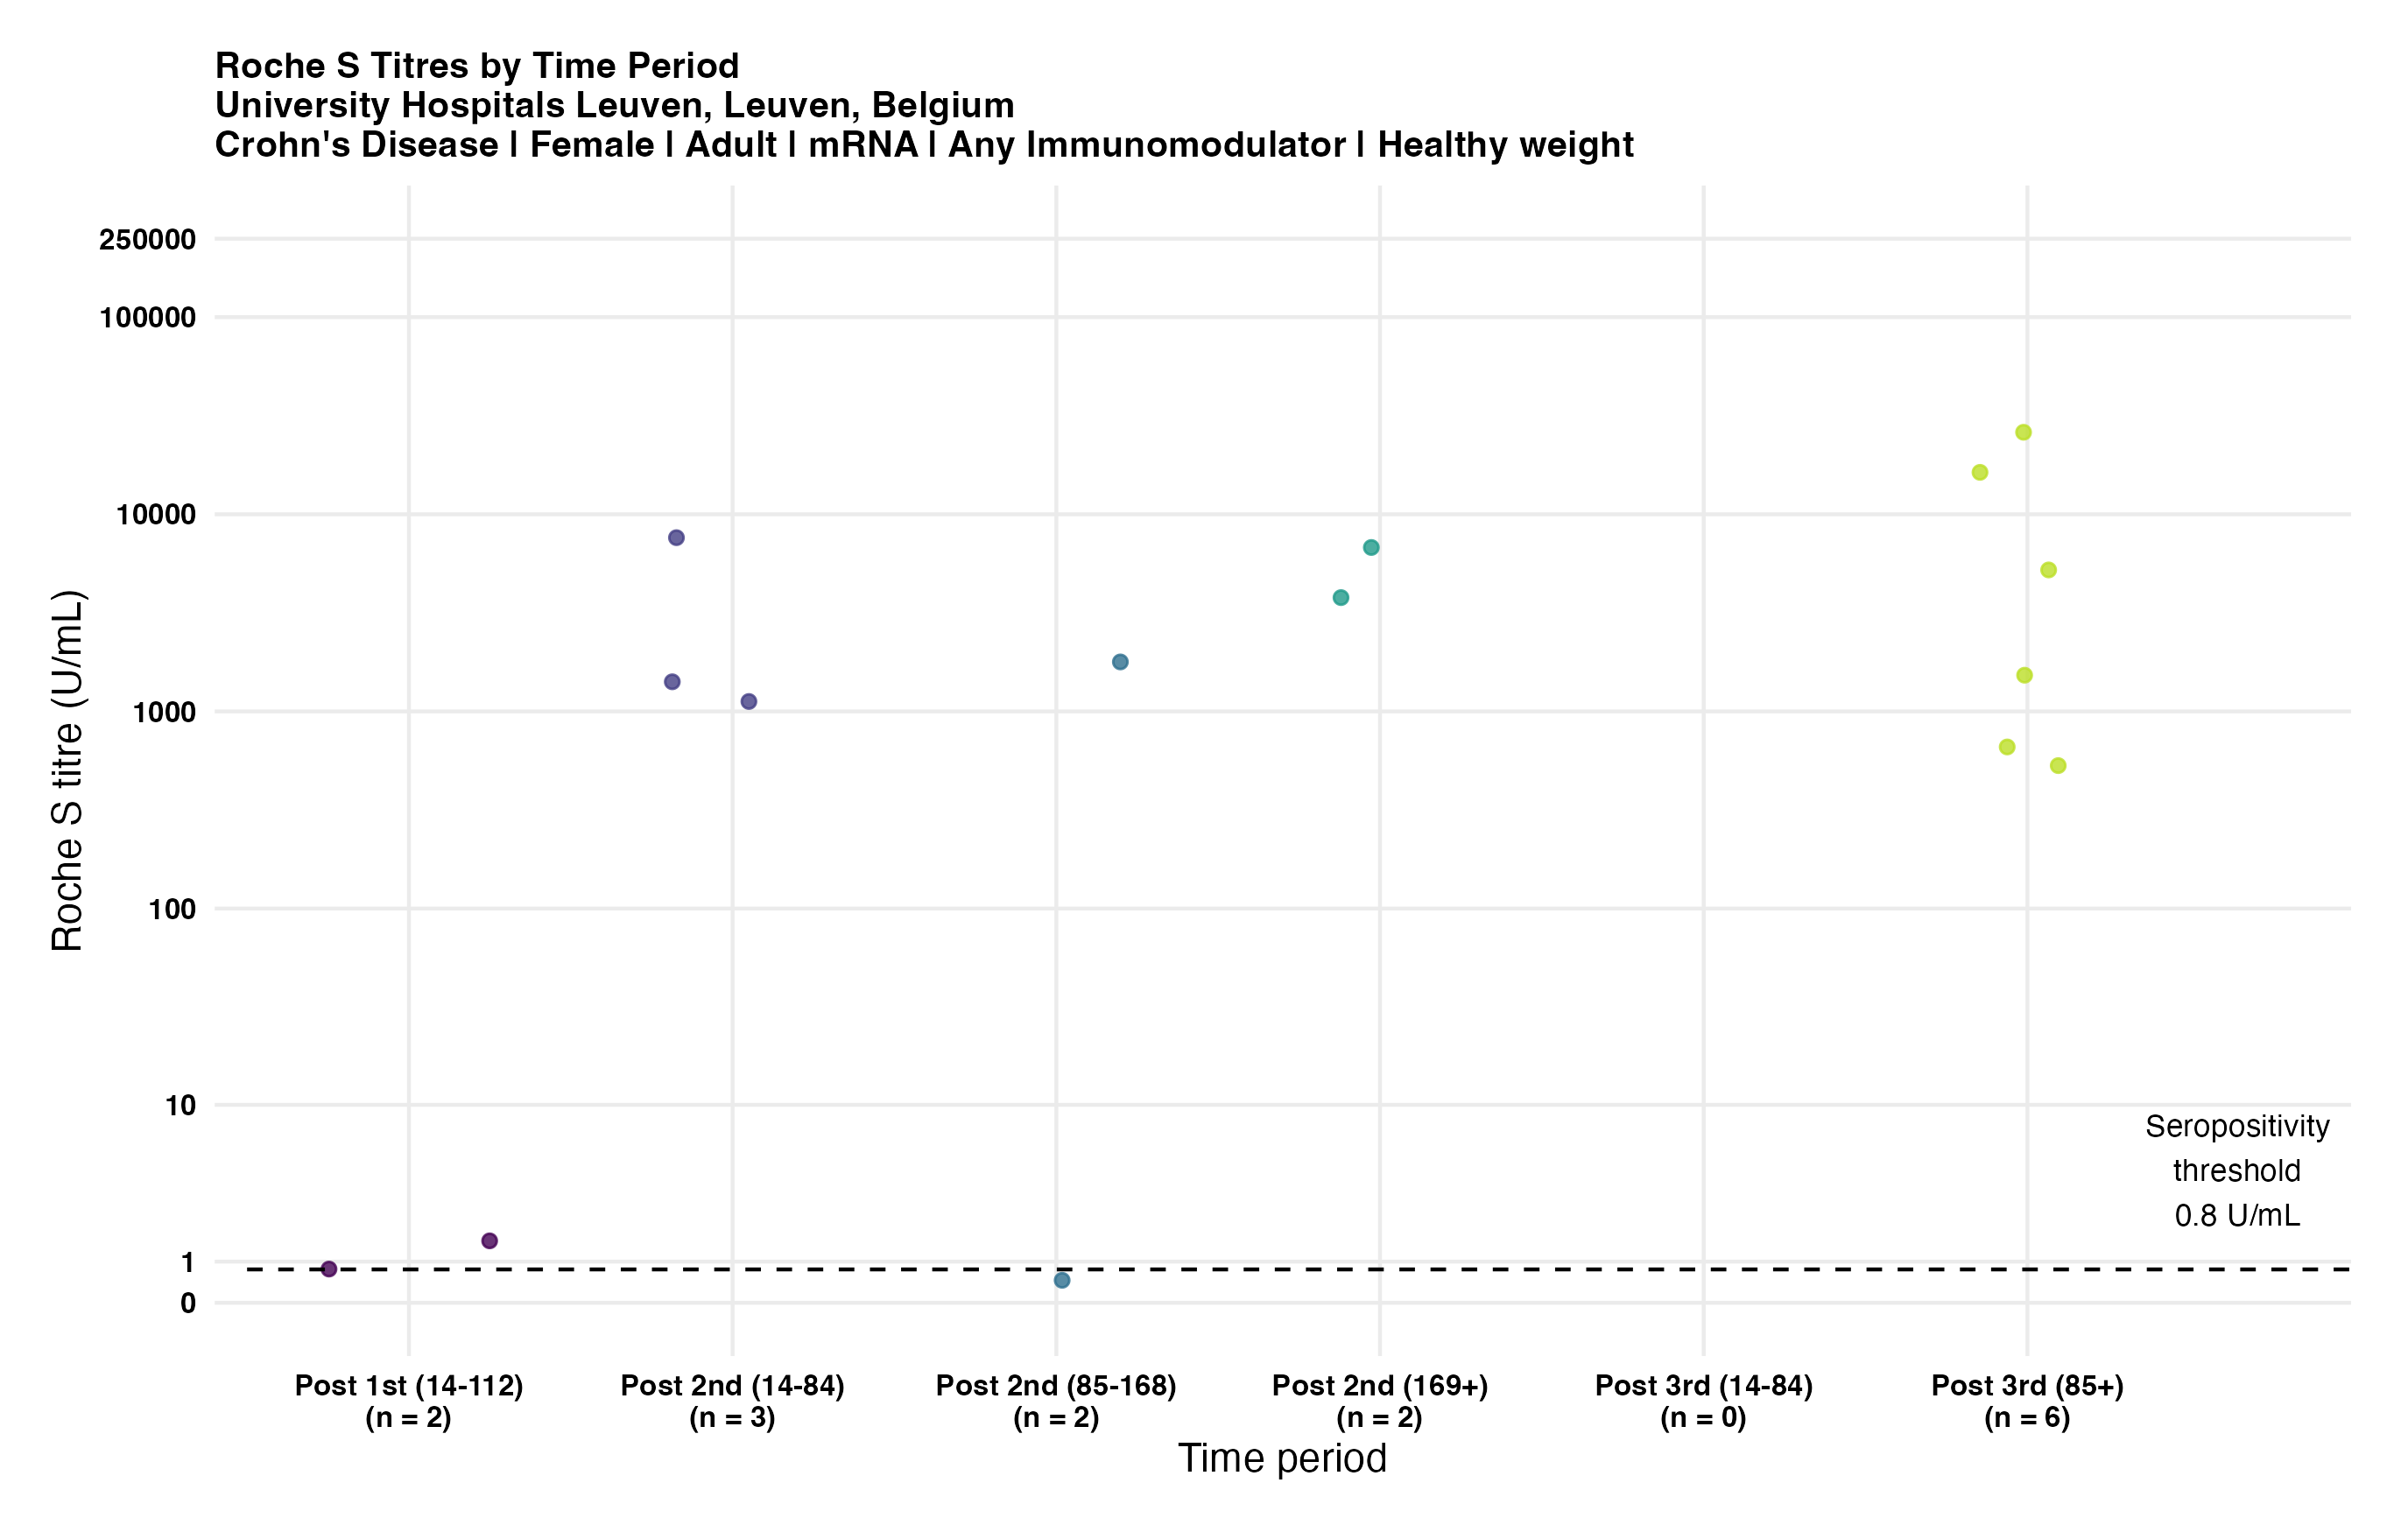 Roche S Titres by Time Period
University Hospitals Leuven, Leuven, Belgium
Crohn's Disease | Female | Adult | mRNA | Any Immunomodulator | Healthy weight
Roche S titre (U/mL)
250000
100000
10000
1000
100
10
1
0
Seropositivity
threshold
0.8 U/mL
Post 1st (14-112)
(n = 2)
Post 2nd (14-84)
(n = 3)
Post 2nd (85-168)
(n = 2)
Post 2nd (169+)
(n = 2)
Post 3rd (14-84)
(n = 0)
Post 3rd (85+)
(n = 6)
Time period